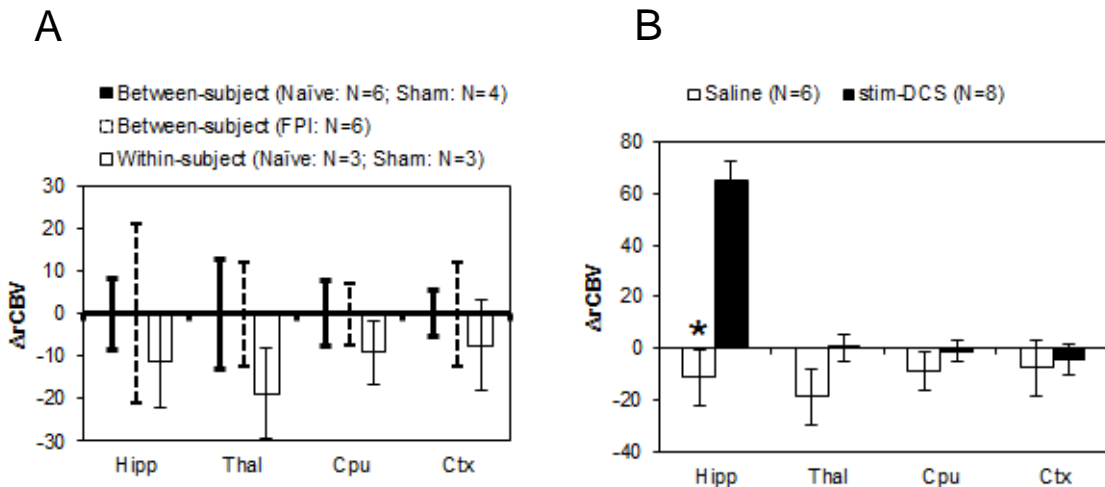 A
■ Between-subject (Naïve: N=6; Sham: N=4)
Between-subject (FPI: N=6)
□ Within-subject (Naïve: N=3; Sham: N=3)
30
20
10
0
-10
-20
-30
ΔrCBV
Hipp Thal Cpu Ctx
B
□ Saline (N=6) ■ stim-DCS (N=8)
80
60
40
20
0
-20
-40
ΔrCBV
*
Hipp Thal Cpu Ctx